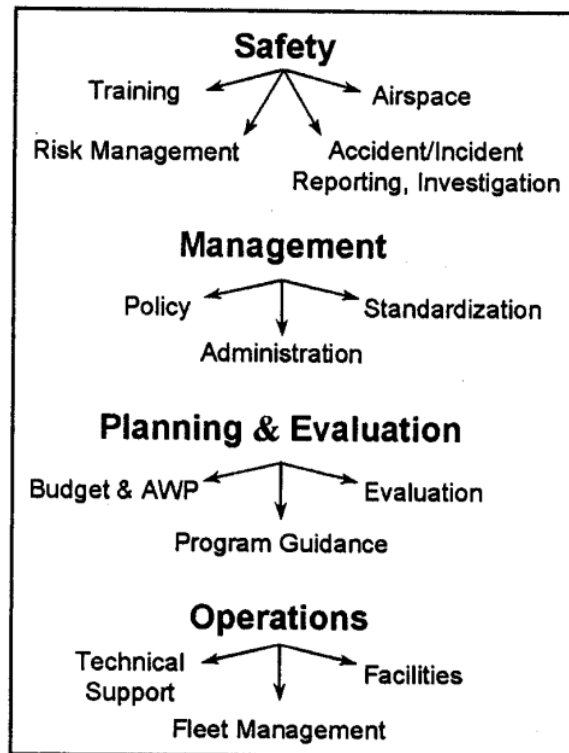 Safety
Training
Airspace
Risk Management
Accident/Incident
Reporting, Investigation
Management
Policy
Standardization
Administration
Planning & Evaluation
Budget & AWP
Evaluation
Program Guidance
Operations
Technical
Support
Facilities
Fleet Management